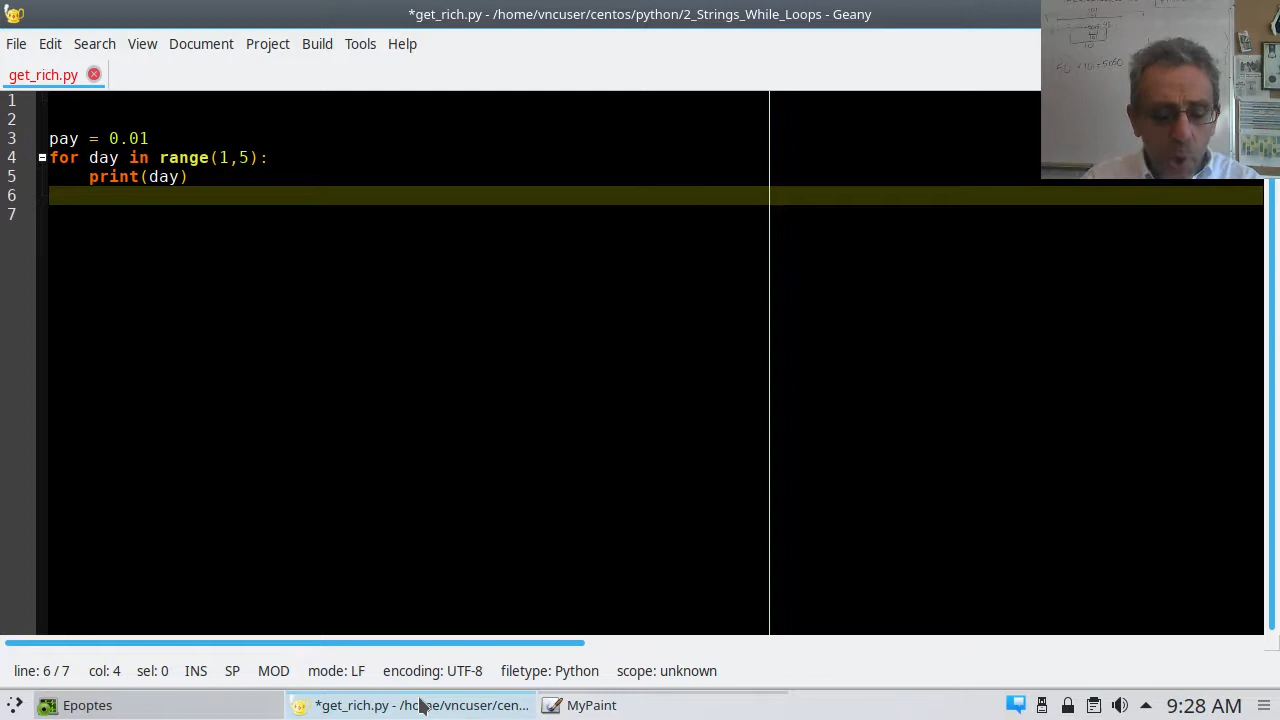 *get_rich.py - /home/vncuser/centos/python/2_Strings_While_Loops - Geany
File Edit Search View Document Project Build Tools Help
get_rich.py
1
2
3 pay = 0.01
4 for day in range(1,5):
5 print(day)
6
7
line: 6 / 7 col: 4 sel: 0 INS SP MOD mode: LF encoding: UTF-8 filetype: Python scope: unknown
Epoptes *get_rich.py - /home/vncuser/cen... MyPaint 9:28 AM